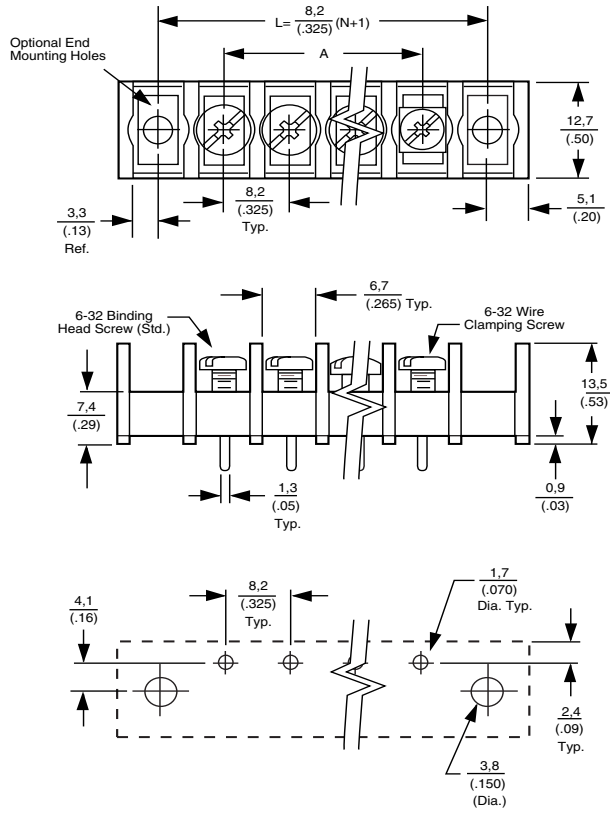 8,2
L= (.325) (N+1)
A
Optional End
Mounting Holes
12,7
(.50)
8,2
(.325)
Typ.
3,3
(.13)
Ref.
5,1
(.20)
6,7
(.265) Typ.
6-32 Binding
Head Screw (Std.)
6-32 Wire
Clamping Screw
7,4
(.29)
13,5
(.53)
1,3
(.05)
Typ.
0,9
(.03)
4,1
(.16)
8,2
(.325)
Typ.
1,7
(.070)
Dia. Typ.
2,4
(.09)
Typ.
3,8
(.150)
(Dia.)